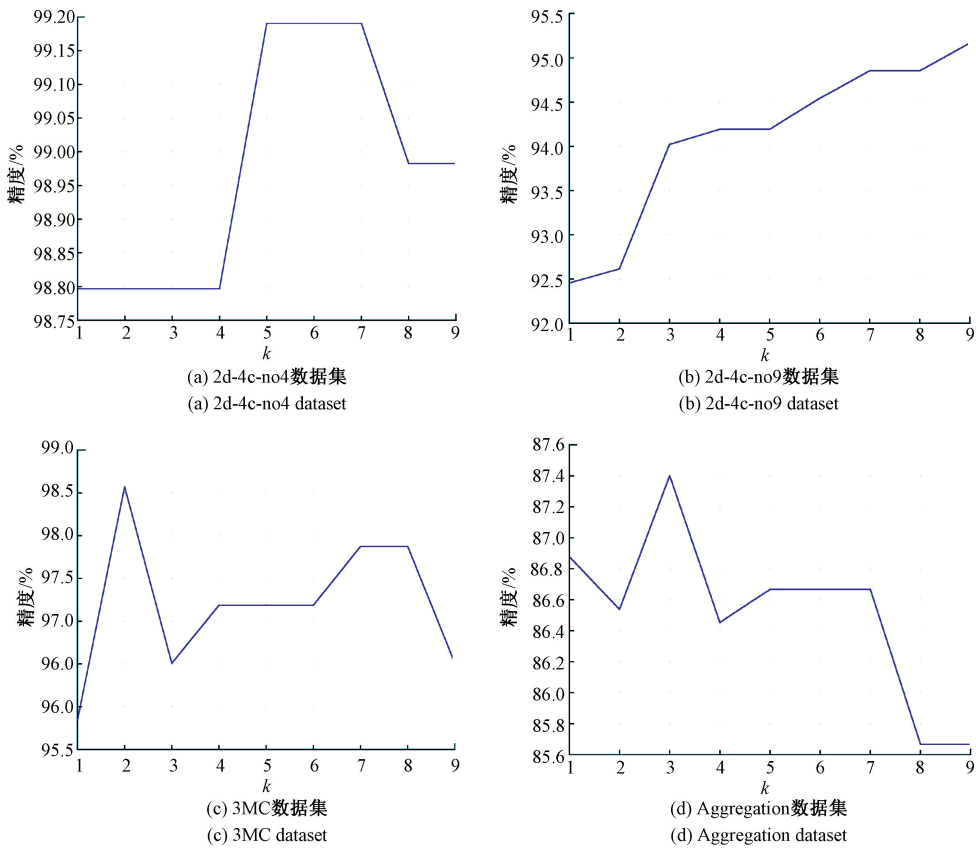 99.20
99.15
99.10
99.05
99.00
98.95
98.90
98.85
98.80
98.75
精度/%
1 2 3 4 5 6 7 8 9
k
(a) 2d-4c-no4数据集
(a) 2d-4c-no4 dataset
95.5
95.0
94.5
94.0
93.5
93.0
92.5
92.0
精度/%
1 2 3 4 5 6 7 8 9
k
(b) 2d-4c-no9数据集
(b) 2d-4c-no9 dataset
99.0
98.5
98.0
97.5
97.0
96.0
96.0
95.5
精度/%
1 2 3 4 5 6 7 8 9
k
(c) 3MC数据集
(c) 3MC dataset
87.6
87.4
87.2
87.0
86.8
86.6
86.4
86.2
86.0
85.8
85.6
精度/%
1 2 3 4 5 6 7 8 9
k
(d) Aggregation数据集
(d) Aggregation dataset